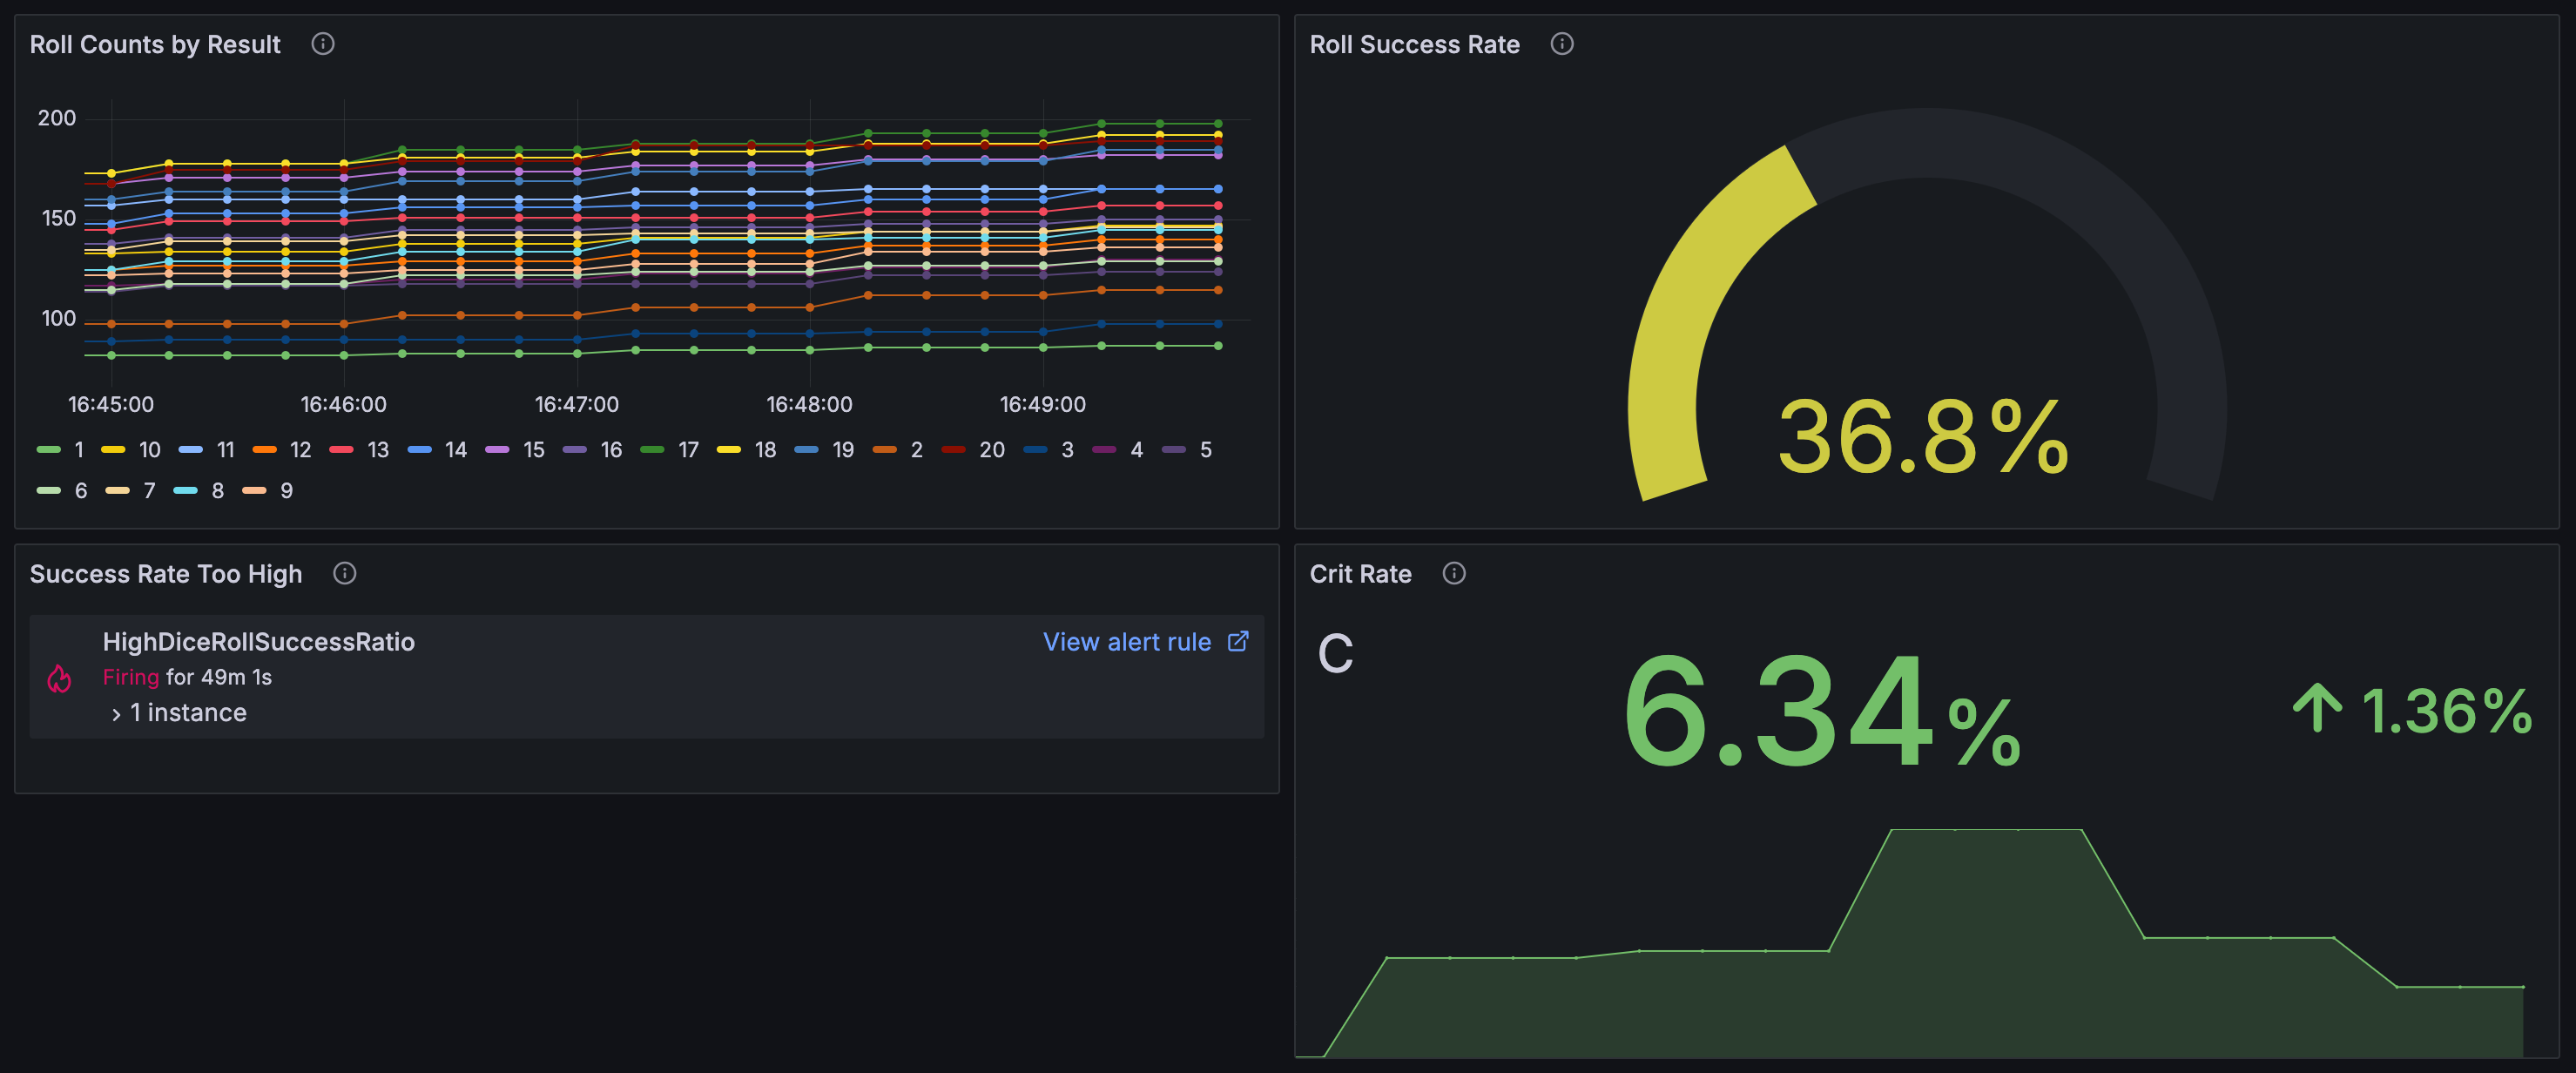 Roll Counts by Result
200
150
100
16:45:00 16:46:00 16:47:00 16:48:00 16:49:00
1 10 11 12 13 14 15 16 17 18 19 2 20 3 4 5
6 7 8 9
Roll Success Rate
36.8%
Success Rate Too High
HighDiceRollSuccessRatio
View alert rule
Firing for 49m 1s
1 instance
Crit Rate
C
6.34%
1.36%